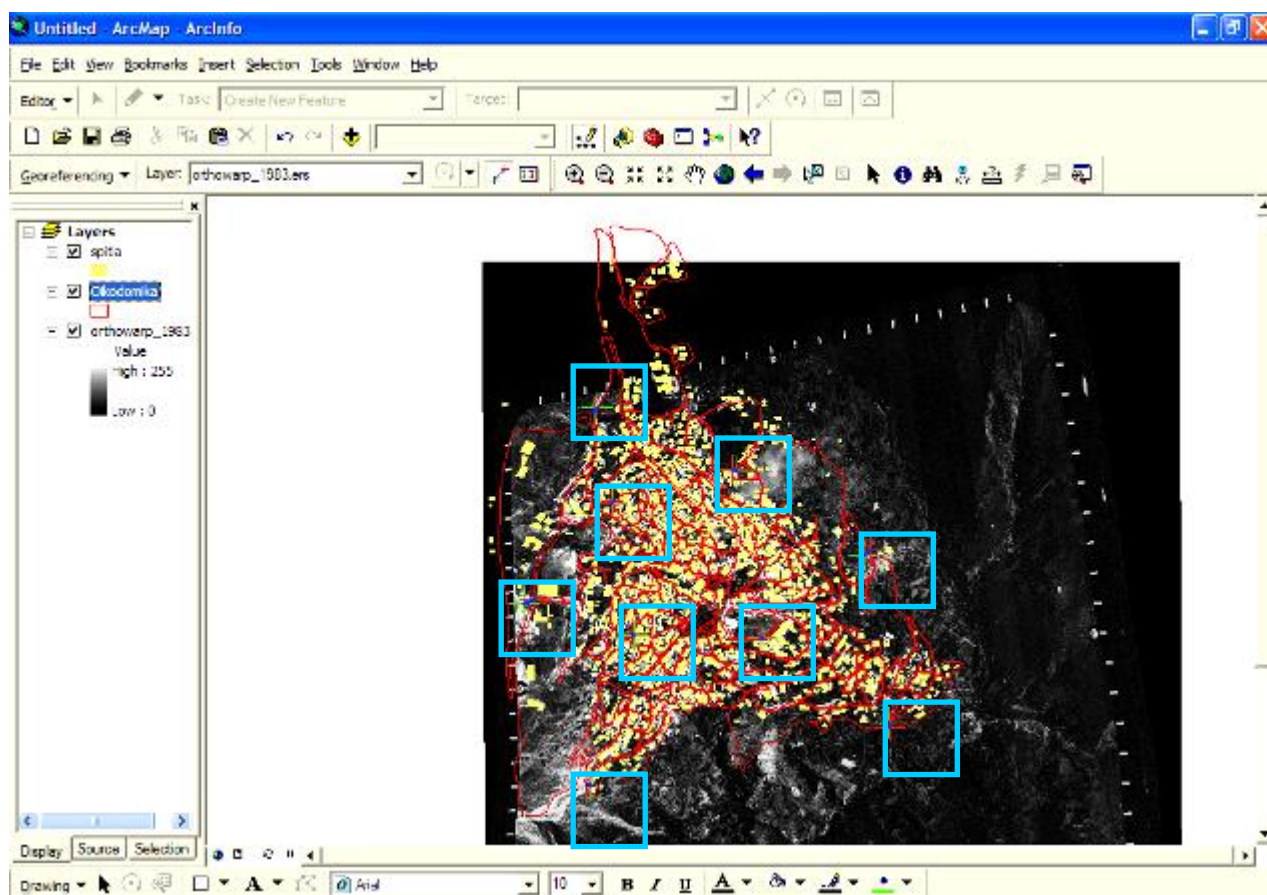 Untitled - ArcMap - ArcInfo
File Edit View Bookmarks Insert Selection Tools Window Help
Editor Task: Create New Feature Target:
Georeferencing Layer: orthowarp_1983.ers
Layers
spitia
Oikodomika
orthowarp_1983
Value
High : 255
Low : 0
Display Source Selection
Drawing A Arial 10 B I U A